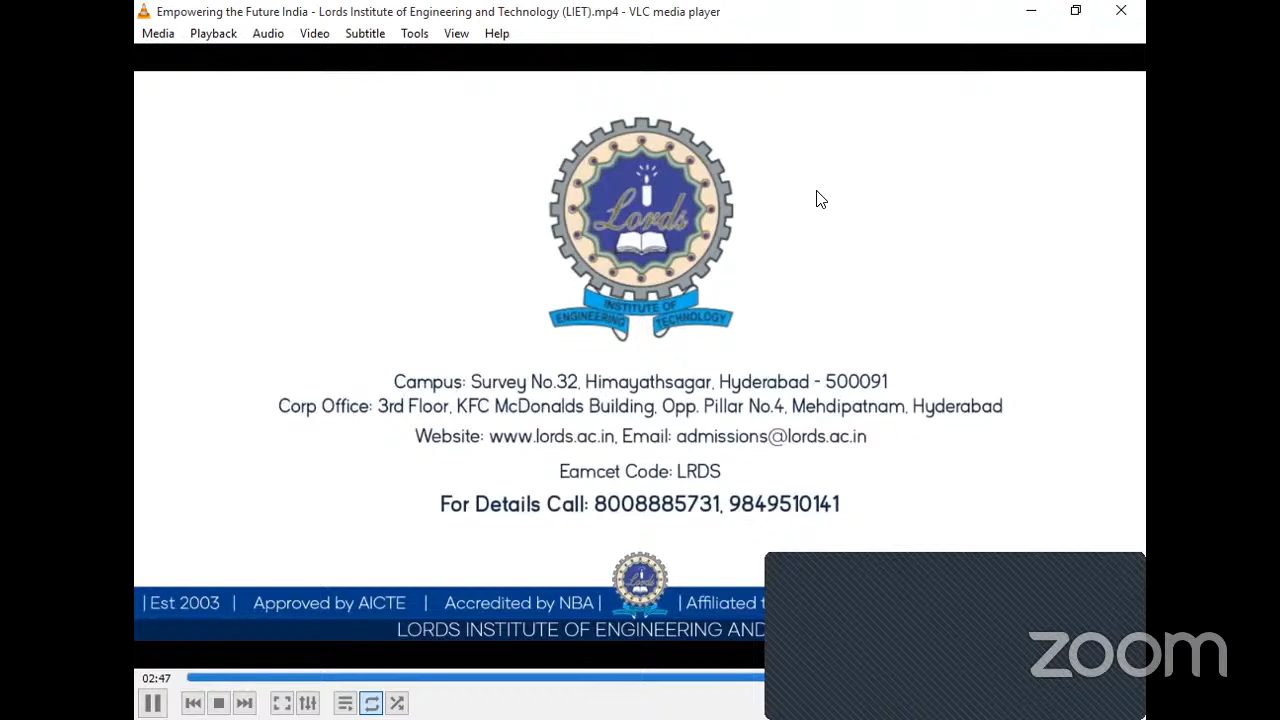 Empowering the Future India - Lords Institute of Engineering and Technology (LIET).mp4 - VLC media player
Media Playback Audio Video Subtitle Tools View Help
Lords
INSTITUTE OF
ENGINEERING TECHNOLOGY
Campus: Survey No.32, Himayathsagar, Hyderabad - 500091
Corp Office: 3rd Floor, KFC McDonalds Building, Opp. Pillar No.4, Mehdipatnam, Hyderabad
Website: www.lords.ac.in, Email: admissions@lords.ac.in
Eamcet Code: LRDS
For Details Call: 8008885731, 9849510141
Lords
|Est 2003 | Approved by AICTE | Accredited by NBA | |Affiliated
LORDS INSTITUTE OF ENGINEERING AND
zoom
02:47